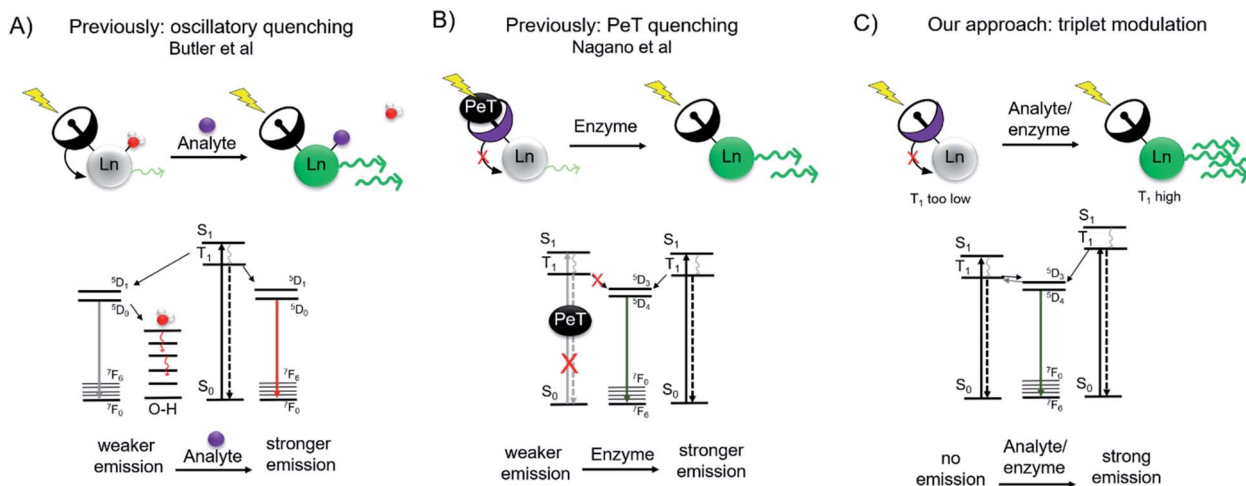 A)
Previously: oscillatory quenching
Butler et al
Analyte
Ln
Ln
S₁
T₁
⁵D₁
⁵D₀
⁵D₁
⁵D₀
⁷F₆
⁷F₀
O-H
S₀
⁷F₆
⁷F₀
weaker
emission
Analyte
stronger
emission
B)
Previously: PeT quenching
Nagano et al
PeT
X
Ln
Enzyme
Ln
S₁
T₁
X
⁵D₃
⁵D₄
S₁
T₁
PeT
X
S₀
⁷F₀
⁷F₆
S₀
weaker
emission
Enzyme
stronger
emission
C)
Our approach: triplet modulation
X
Ln
T₁ too low
Analyte/
enzyme
Ln
T₁ high
S₁
T₁
⁵D₃
⁵D₄
S₁
T₁
S₀
⁷F₀
⁷F₆
S₀
no
emission
Analyte/
enzyme
strong
emission